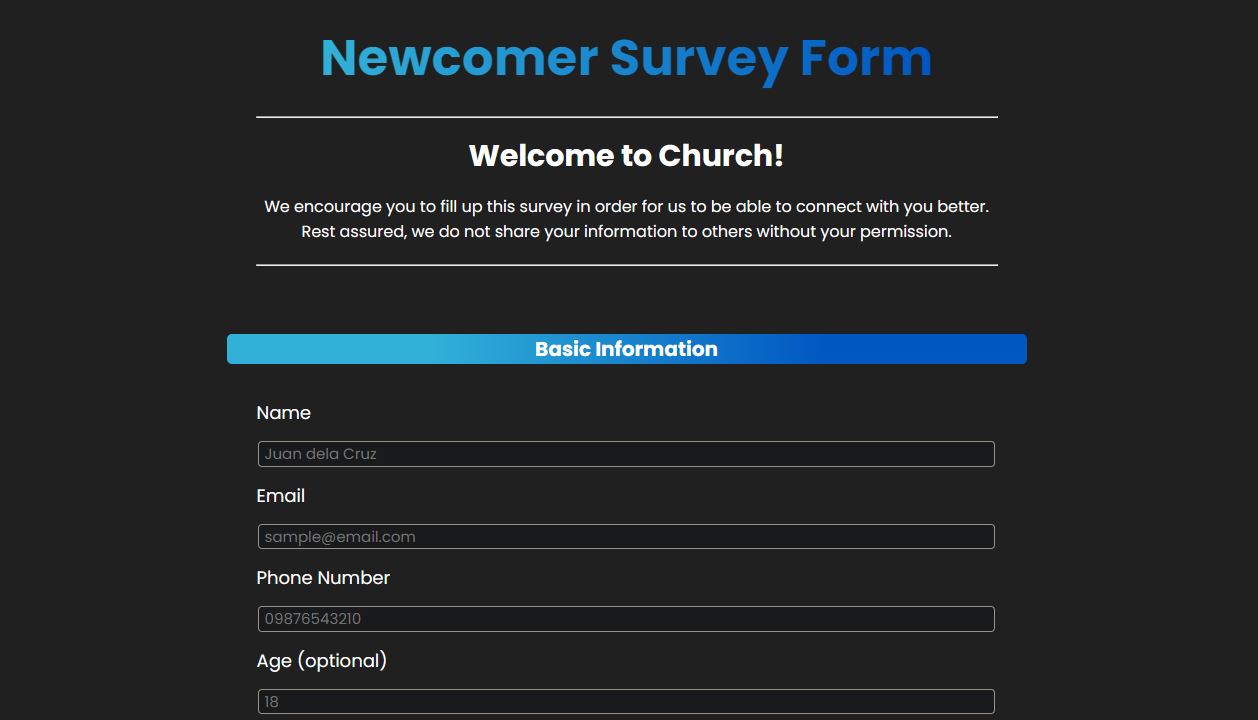 Newcomer Survey Form
Welcome to Church!
We encourage you to fill up this survey in order for us to be able to connect with you better.
Rest assured, we do not share your information to others without your permission.
Basic Information
Name
Juan dela Cruz
Email
sample@email.com
Phone Number
09876543210
Age (optional)
18